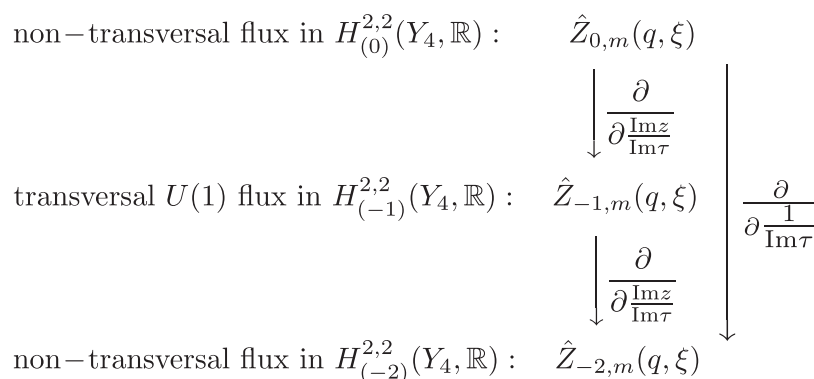 non−transversal flux in $H^{2,2}_{(0)}(Y_4, \mathbb{R})$ : $\hat{Z}_{0,m}(q, \xi)$
$\frac{\partial}{\partial \frac{\mathrm{Im} z}{\mathrm{Im} \tau}}$
transversal $U(1)$ flux in $H^{2,2}_{(-1)}(Y_4, \mathbb{R})$ : $\hat{Z}_{-1,m}(q, \xi)$ $\frac{\partial}{\partial \frac{1}{\mathrm{Im} \tau}}$
$\frac{\partial}{\partial \frac{\mathrm{Im} z}{\mathrm{Im} \tau}}$
non−transversal flux in $H^{2,2}_{(-2)}(Y_4, \mathbb{R})$ : $\hat{Z}_{-2,m}(q, \xi)$